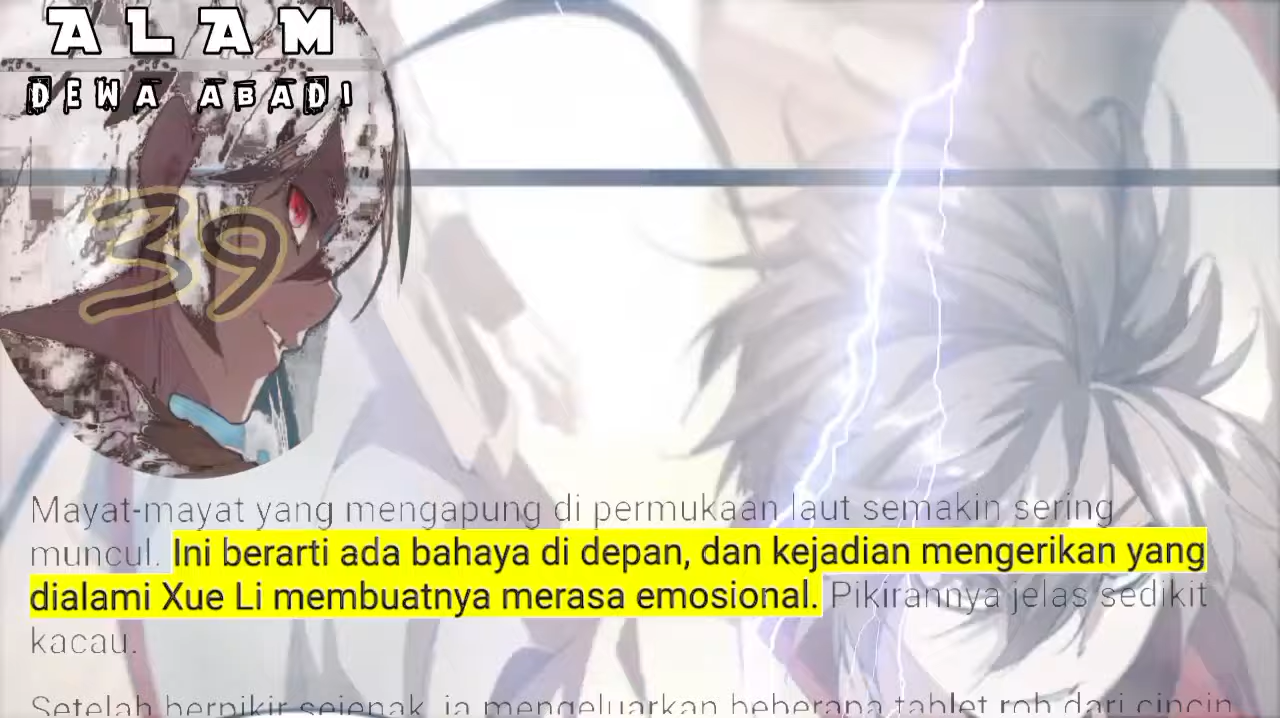 ALAM
DEWA ABADI
39
Mayat-mayat yang mengapung di permukaan laut semakin sering
muncul. Ini berarti ada bahaya di depan, dan kejadian mengerikan yang
dialami Xue Li membuatnya merasa emosional. Pikirannya jelas sedikit
kacau.
Setelah berpikir sejenak, ia mengeluarkan beberapa tablet roh dari cincin